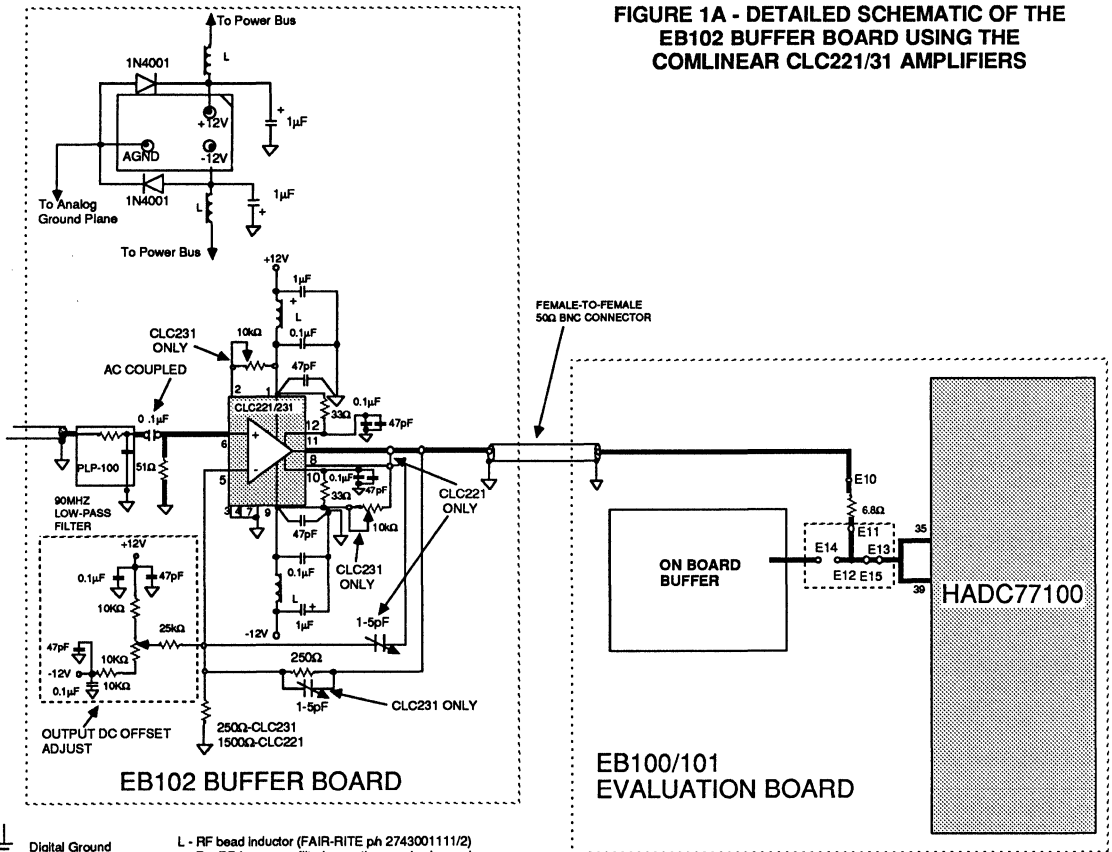 FIGURE 1A - DETAILED SCHEMATIC OF THE
EB102 BUFFER BOARD USING THE
COMLINEAR CLC221/31 AMPLIFIERS
To Power Bus
L
1N4001
+
1µF
+12V
AGND
-12V
1N4001
L
1µF
+
To Analog
Ground Plane
To Power Bus
+12V
1µF
+
L
CLC231
ONLY
10kΩ
0.1µF
AC COUPLED
47pF
2
1
0.1µF
CLC221/231
33Ω
12
0.1µF
47pF
6
+
11
8
PLP-100
51Ω
-
5
10
0.1µF
47pF
33Ω
CLC221
ONLY
90MHZ
LOW-PASS
FILTER
3 4 7
9
47pF
10kΩ
CLC231
ONLY
0.1µF
L
+
1µF
-12V
1-5pF
+12V
0.1µF
47pF
10KΩ
25kΩ
47pF
-12V
10KΩ
10KΩ
0.1µF
250Ω
1-5pF
CLC231 ONLY
OUTPUT DC OFFSET
ADJUST
250Ω-CLC231
1500Ω-CLC221
EB102 BUFFER BOARD
FEMALE-TO-FEMALE
50Ω BNC CONNECTOR
E10
6.8Ω
E11
35
E14
E13
E12
E15
39
ON BOARD
BUFFER
HADC77100
EB100/101
EVALUATION BOARD
Digital Ground
L - RF bead inductor (FAIR-RITE p/n 2743001111/2)